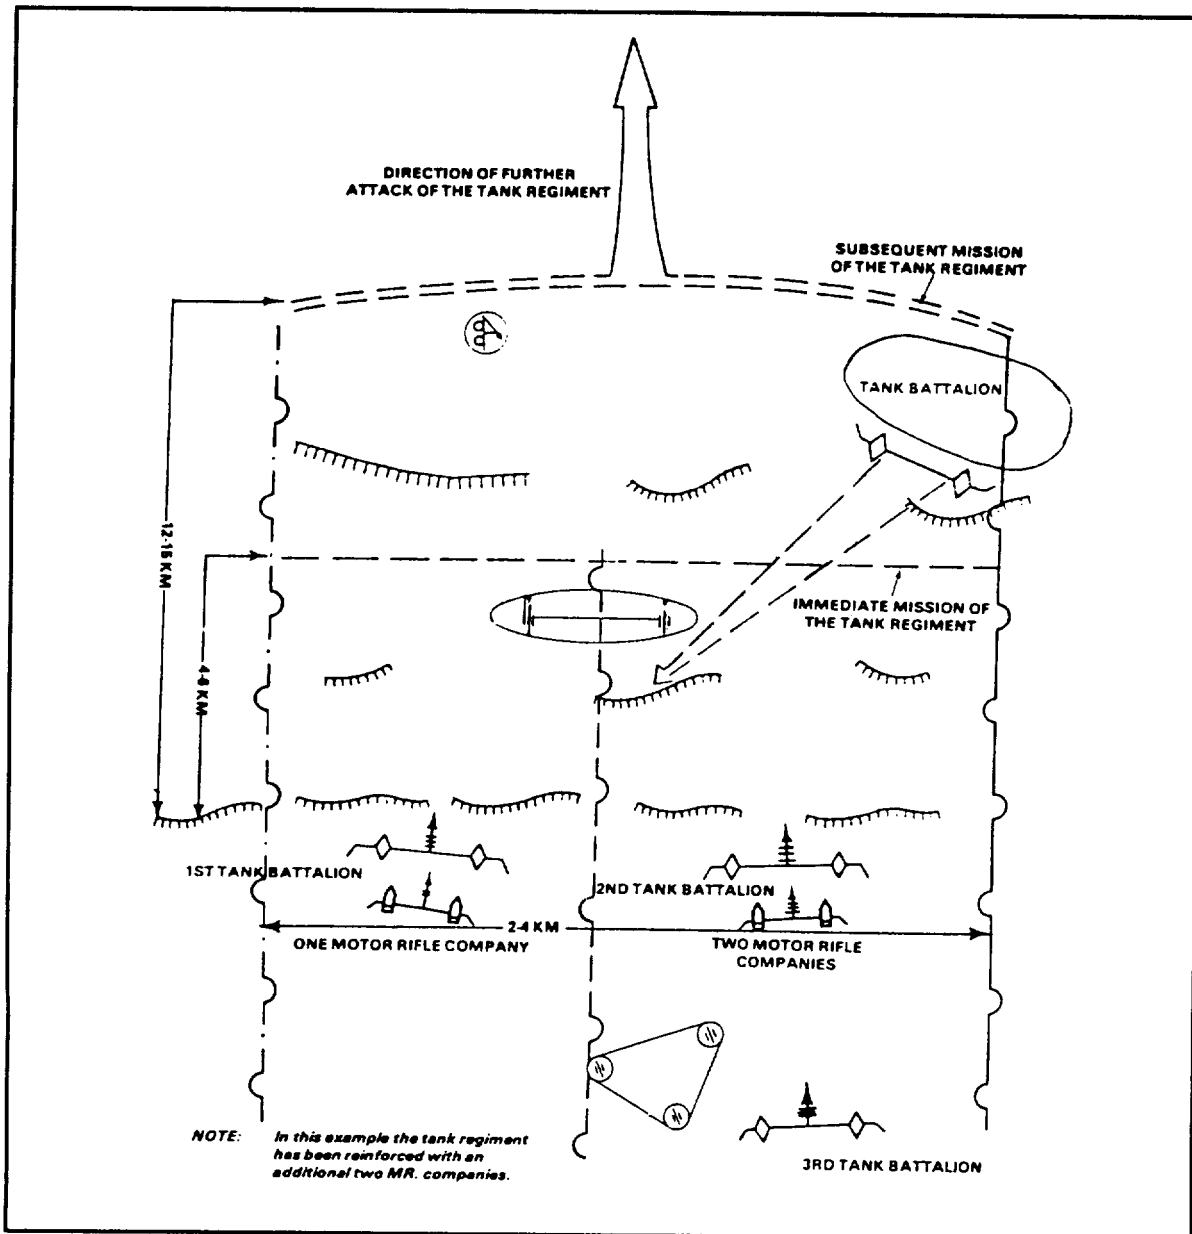 DIRECTION OF FURTHER
ATTACK OF THE TANK REGIMENT
SUBSEQUENT MISSION
OF THE TANK REGIMENT
TANK BATTALION
12-15 KM
IMMEDIATE MISSION OF
THE TANK REGIMENT
KM
1ST TANK BATTALION
2ND TANK BATTALION
2-4 KM
ONE MOTOR RIFLE COMPANY
TWO MOTOR RIFLE
COMPANIES
NOTE: In this example the tank regiment
has been reinforced with an
additional two MR. companies.
3RD TANK BATTALION